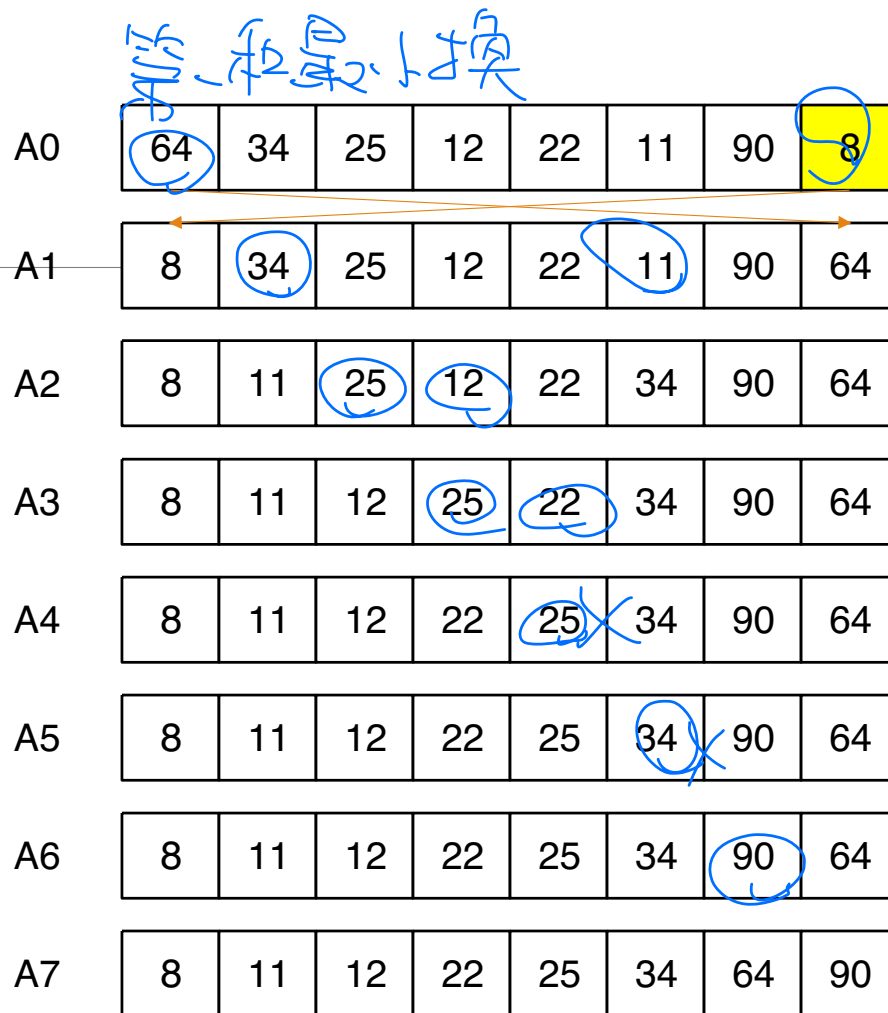 第一和最小换
A0 64 34 25 12 22 11 90 8
A1 8 34 25 12 22 11 90 64
A2 8 11 25 12 22 34 90 64
A3 8 11 12 25 22 34 90 64
A4 8 11 12 22 25 34 90 64
A5 8 11 12 22 25 34 90 64
A6 8 11 12 22 25 34 90 64
A7 8 11 12 22 25 34 64 90